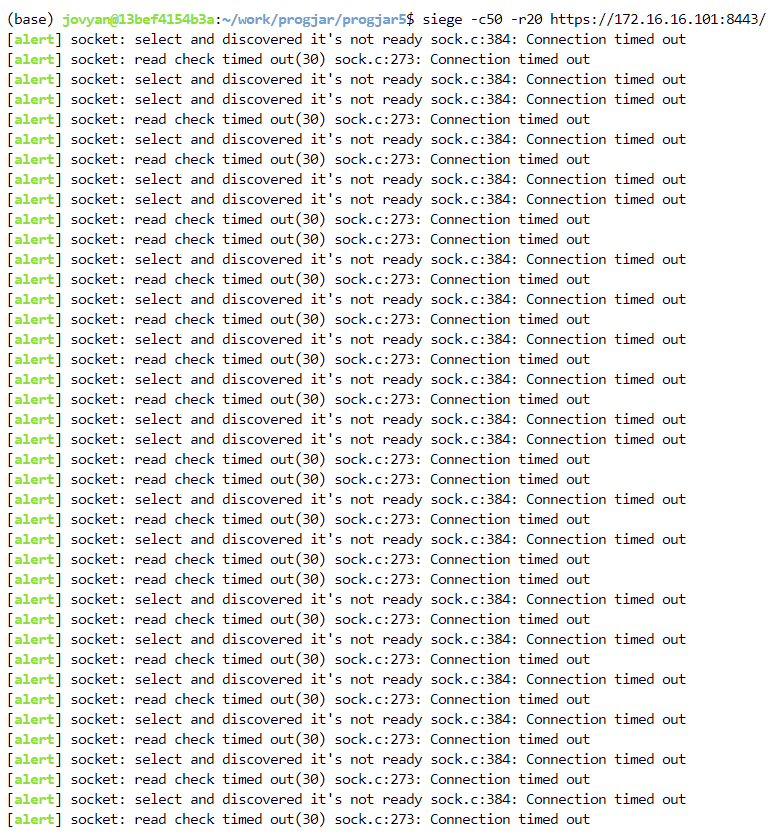 (base) jovyan@13bef4154b3a:~/work/progjar/progjar5$ siege -c50 -r20 https://172.16.16.101:8443/
[alert] socket: select and discovered it's not ready sock.c:384: Connection timed out
[alert] socket: read check timed out(30) sock.c:273: Connection timed out
[alert] socket: select and discovered it's not ready sock.c:384: Connection timed out
[alert] socket: select and discovered it's not ready sock.c:384: Connection timed out
[alert] socket: read check timed out(30) sock.c:273: Connection timed out
[alert] socket: select and discovered it's not ready sock.c:384: Connection timed out
[alert] socket: read check timed out(30) sock.c:273: Connection timed out
[alert] socket: select and discovered it's not ready sock.c:384: Connection timed out
[alert] socket: select and discovered it's not ready sock.c:384: Connection timed out
[alert] socket: read check timed out(30) sock.c:273: Connection timed out
[alert] socket: read check timed out(30) sock.c:273: Connection timed out
[alert] socket: select and discovered it's not ready sock.c:384: Connection timed out
[alert] socket: read check timed out(30) sock.c:273: Connection timed out
[alert] socket: select and discovered it's not ready sock.c:384: Connection timed out
[alert] socket: read check timed out(30) sock.c:273: Connection timed out
[alert] socket: select and discovered it's not ready sock.c:384: Connection timed out
[alert] socket: read check timed out(30) sock.c:273: Connection timed out
[alert] socket: select and discovered it's not ready sock.c:384: Connection timed out
[alert] socket: read check timed out(30) sock.c:273: Connection timed out
[alert] socket: select and discovered it's not ready sock.c:384: Connection timed out
[alert] socket: select and discovered it's not ready sock.c:384: Connection timed out
[alert] socket: read check timed out(30) sock.c:273: Connection timed out
[alert] socket: read check timed out(30) sock.c:273: Connection timed out
[alert] socket: select and discovered it's not ready sock.c:384: Connection timed out
[alert] socket: read check timed out(30) sock.c:273: Connection timed out
[alert] socket: select and discovered it's not ready sock.c:384: Connection timed out
[alert] socket: read check timed out(30) sock.c:273: Connection timed out
[alert] socket: read check timed out(30) sock.c:273: Connection timed out
[alert] socket: select and discovered it's not ready sock.c:384: Connection timed out
[alert] socket: read check timed out(30) sock.c:273: Connection timed out
[alert] socket: select and discovered it's not ready sock.c:384: Connection timed out
[alert] socket: read check timed out(30) sock.c:273: Connection timed out
[alert] socket: select and discovered it's not ready sock.c:384: Connection timed out
[alert] socket: read check timed out(30) sock.c:273: Connection timed out
[alert] socket: select and discovered it's not ready sock.c:384: Connection timed out
[alert] socket: read check timed out(30) sock.c:273: Connection timed out
[alert] socket: select and discovered it's not ready sock.c:384: Connection timed out
[alert] socket: read check timed out(30) sock.c:273: Connection timed out
[alert] socket: select and discovered it's not ready sock.c:384: Connection timed out
[alert] socket: read check timed out(30) sock.c:273: Connection timed out